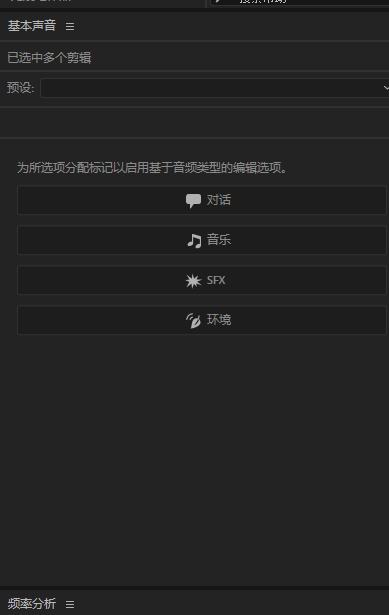 基本声音
已选中多个剪辑
预设:
为所选项分配标记以启用基于音频类型的编辑选项。
对话
音乐
SFX
环境
频率分析